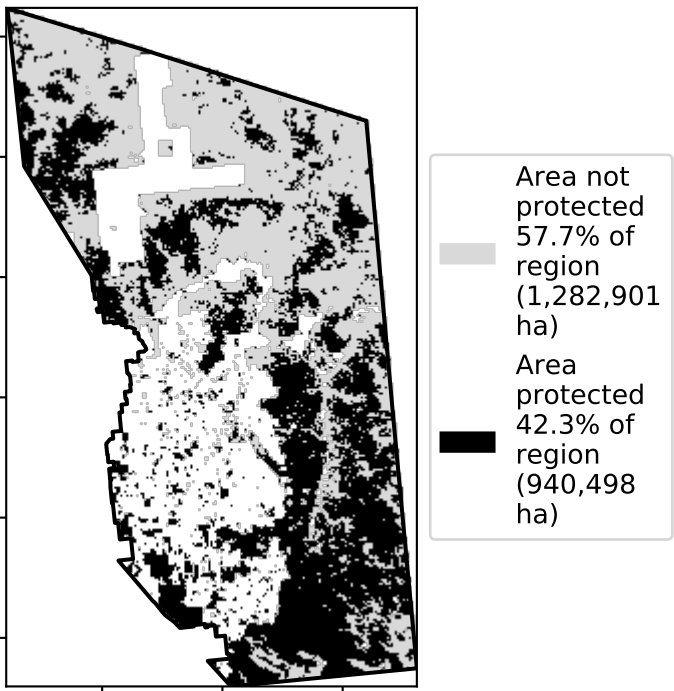 Area not
protected
57.7% of
region
(1,282,901
ha)
Area
protected
42.3% of
region
(940,498
ha)